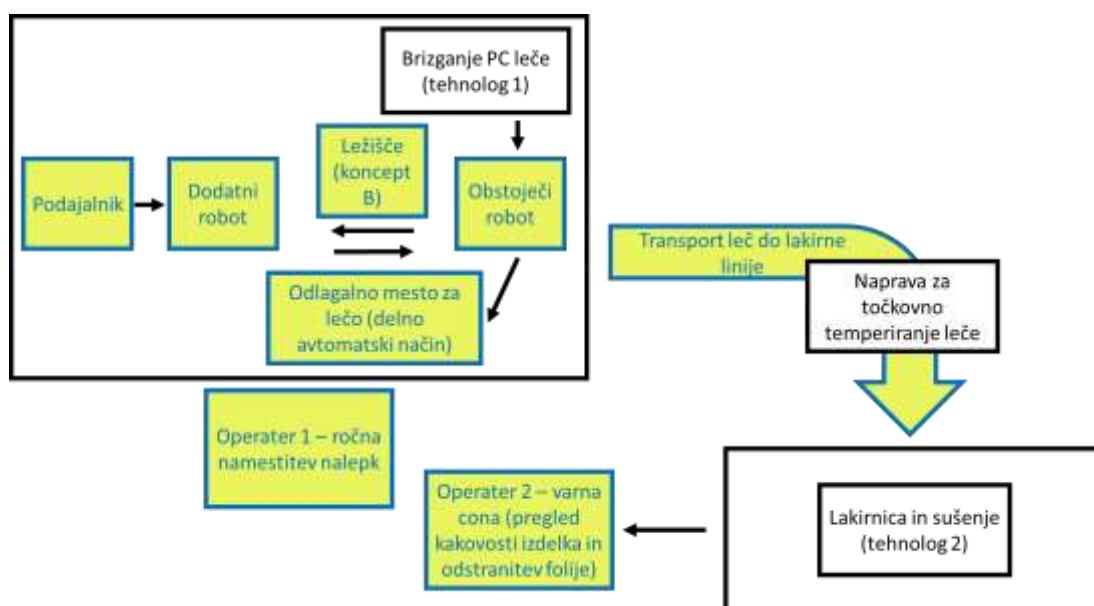 Brizganje PC leče
(tehnolog 1)
Podajalnik
Dodatni
robot
Ležišče
(koncept
B)
Obstoječi
robot
Odlagalno mesto za
lečo (delno
avtomatski način)
Transport leč do lakirne
linije
Naprava za
točkovno
temperiranje leče
Operater 1 – ročna
namestitev nalepk
Operater 2 – varna
cona (pregled
kakovosti izdelka in
odstranitev folije)
Lakirnica in sušenje
(tehnolog 2)